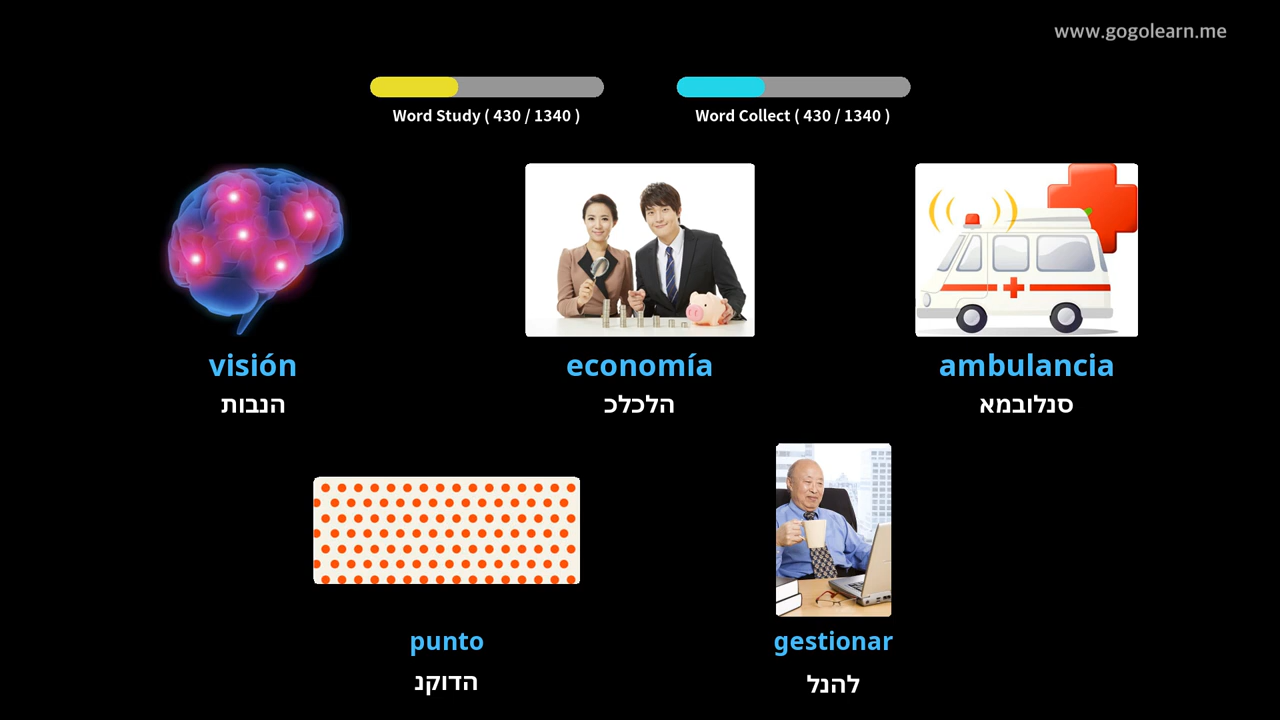 www.gogolearn.me
Word Study ( 430 / 1340 )
Word Collect ( 430 / 1340 )
visión
הנבות
economía
הלכלכ
ambulancia
סנלובמא
punto
הדוקנ
gestionar
להנל